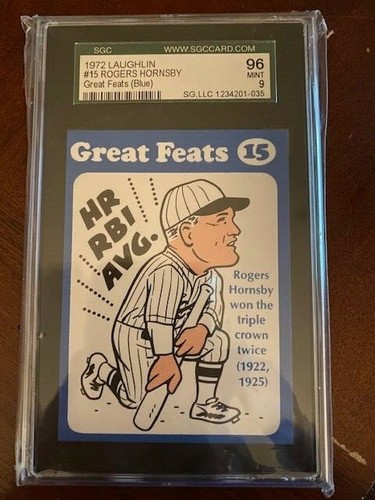 SGC WWW.SGCCARD.COM
1972 LAUGHLIN 96
#15 ROGERS HORNSBY MINT
Great Feats (Blue) 9
SG,LLC 1234201-035
Great Feats 15
HR
RBI
AVG.
Rogers
Hornsby
won the
triple
crown
twice
(1922,
1925)